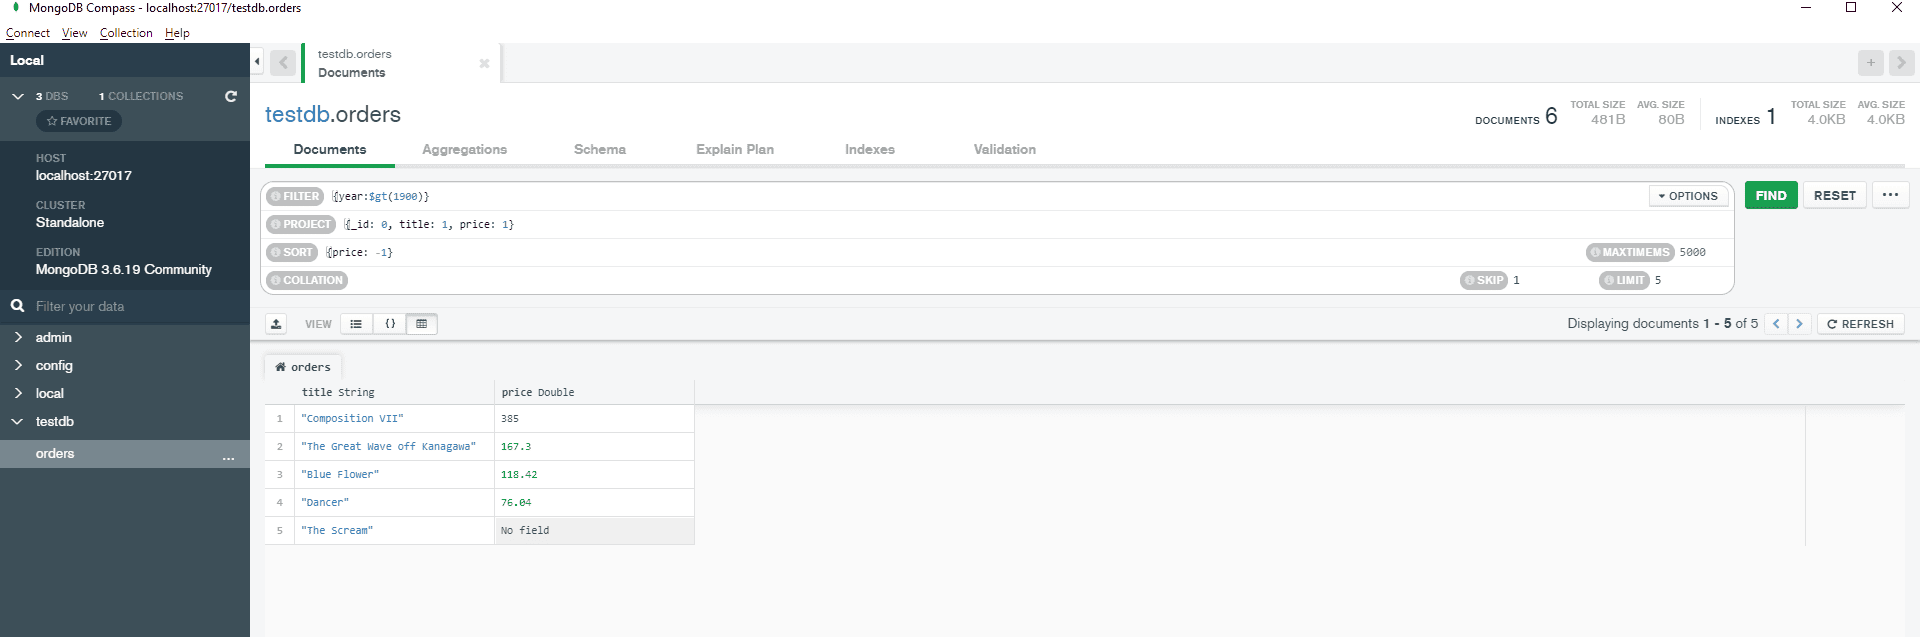 MongoDB Compass - localhost:27017/testdb.orders
Connect View Collection Help
Local
3 DBS 1 COLLECTIONS
FAVORITE
HOST
localhost:27017
CLUSTER
Standalone
EDITION
MongoDB 3.6.19 Community
Filter your data
admin
config
local
testdb
orders ...
testdb.orders
Documents
testdb.orders
DOCUMENTS 6 TOTAL SIZE 481B AVG. SIZE 80B INDEXES 1 TOTAL SIZE 4.0KB AVG. SIZE 4.0KB
Documents Aggregations Schema Explain Plan Indexes Validation
FILTER {year:$gt(1900)} OPTIONS FIND RESET ...
PROJECT {_id: 0, title: 1, price: 1}
SORT {price: -1} MAXTIMEMS 5000
COLLATION SKIP 1 LIMIT 5
VIEW {} Displaying documents 1 - 5 of 5 < > REFRESH
orders
title String price Double
1 "Composition VII" 385
2 "The Great Wave off Kanagawa" 167.3
3 "Blue Flower" 118.42
4 "Dancer" 76.04
5 "The Scream" No field